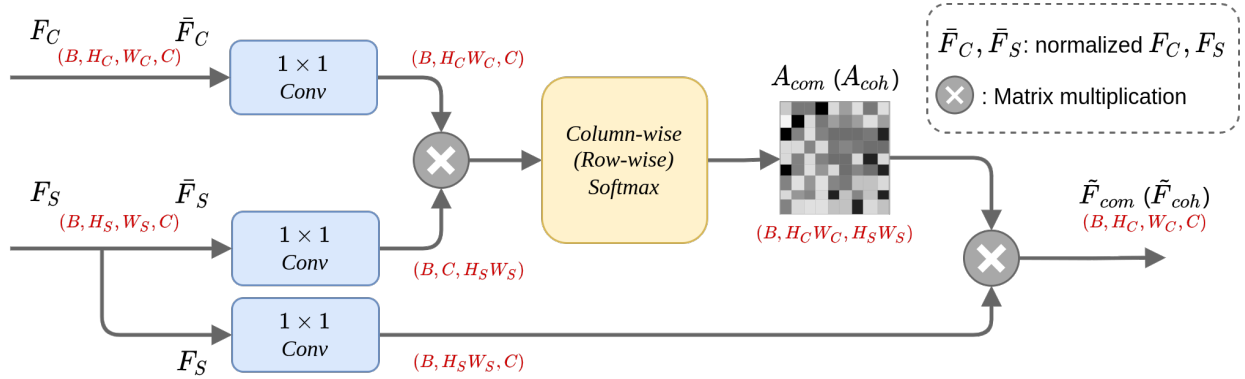 F_C
(B, H_C, W_C, C)
F̄_C
1 × 1
Conv
(B, H_C W_C, C)
F_S
(B, H_S, W_S, C)
F̄_S
1 × 1
Conv
(B, C, H_S W_S)
F_S
1 × 1
Conv
(B, H_S W_S, C)
Column-wise
(Row-wise)
Softmax
A_com (A_coh)
(B, H_C W_C, H_S W_S)
F̃_com (F̃_coh)
(B, H_C, W_C, C)
F̄_C, F̄_S: normalized F_C, F_S
: Matrix multiplication